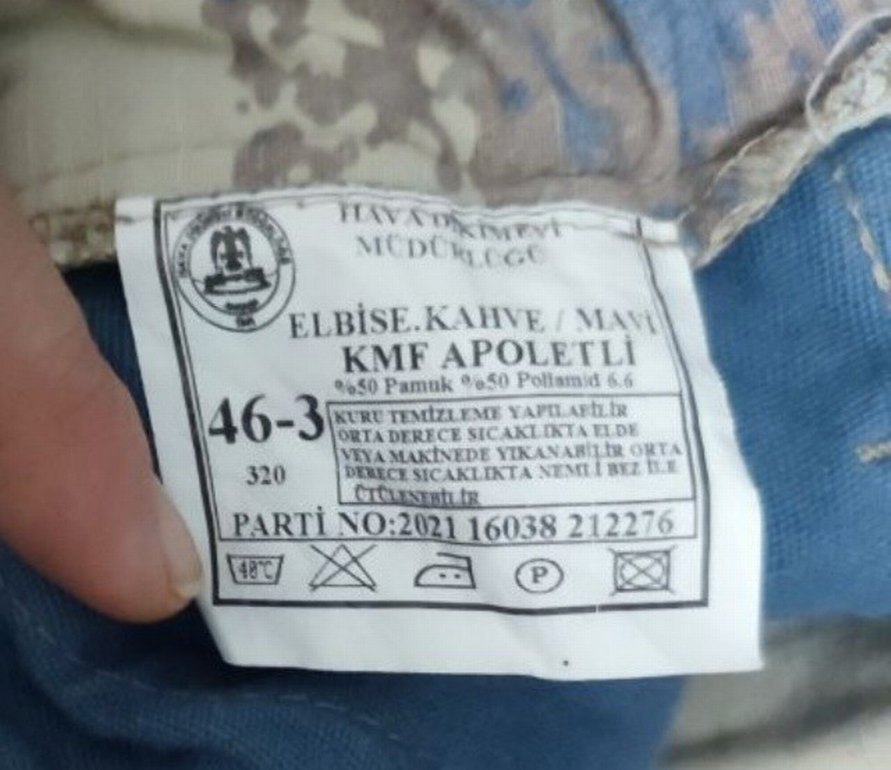 HAVA DİKİMEVİ
MÜDÜRLÜĞÜ
ELBİSE.KAHVE / MAVİ
KMF APOLETLİ
%50 Pamuk %50 Poliamid 6.6
46-3
320
KURU TEMİZLEME YAPILABİLİR
ORTA DERECE SICAKLIKTA ELDE
VEYA MAKİNEDE YIKANABİLİR ORTA
DERECE SICAKLIKTA NEMLİ BEZ İLE
ÜTÜLENEBİLİR
PARTİ NO:2021 16038 212276
40°C
P